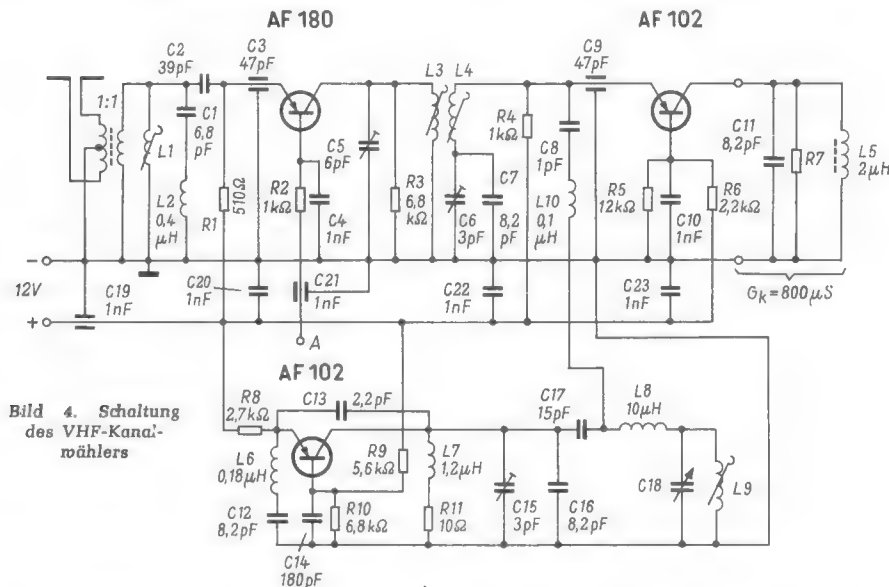 AF 180
AF 102
C2
39pF
C3
47pF
L3
L4
C9
47pF
1:1
C1
6,8
pF
L1
C5
6pF
R4
1kΩ
C8
1pF
C11
8,2pF
R7
L5
2µH
L2
0,4
µH
R1
510Ω
R2
1kΩ
C4
1nF
R3
6,8
kΩ
C6
3pF
C7
8,2
pF
L10
0,1
µH
R5
12kΩ
C10
1nF
R6
2,2kΩ
−
12V
+
C19
1nF
C20
1nF
C21
1nF
C22
1nF
C23
1nF
Gk=800µS
A
AF 102
Bild 4. Schaltung
des VHF-Kanal-
wählers
R8
2,7kΩ
C13
2,2pF
C17
15pF
L8
10µH
L6
0,18µH
R9
5,6kΩ
L7
1,2µH
C18
L9
C12
8,2pF
R10
6,8kΩ
R11
10Ω
C15
3pF
C16
8,2pF
C14
180pF